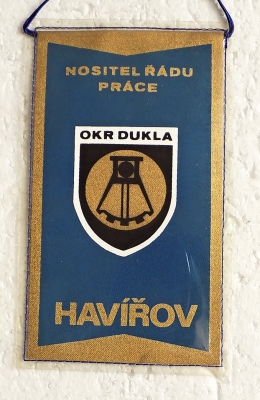 NOSITEL ŘÁDU
PRÁCE
OKR DUKLA
HAVÍŘOV